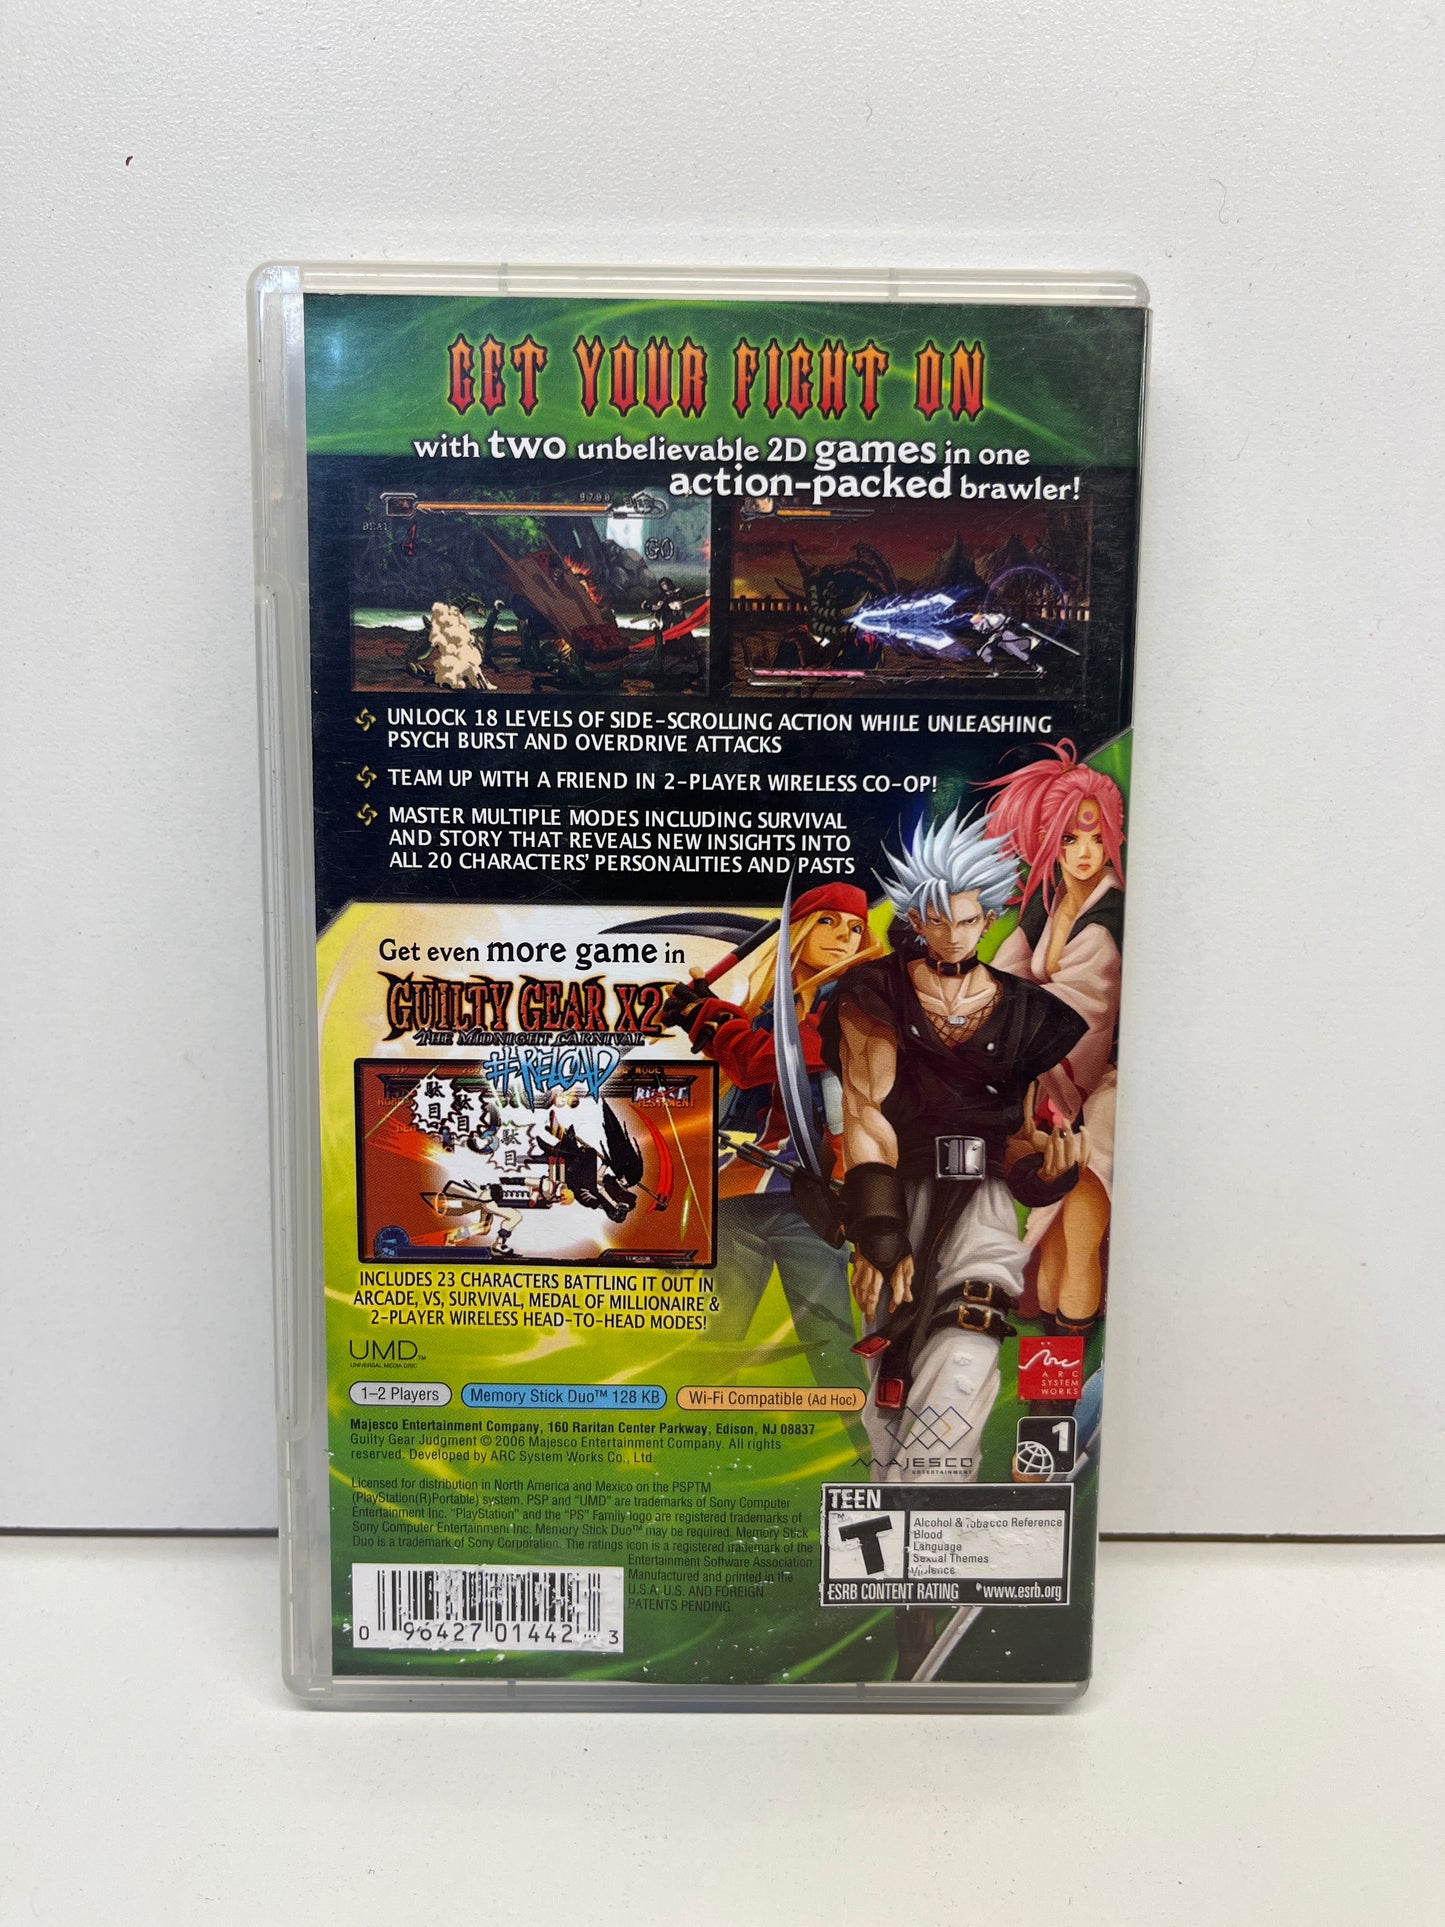 GET YOUR FIGHT ON
with two unbelievable 2D games in one
action-packed brawler!
9700
GO
KY
UNLOCK 18 LEVELS OF SIDE-SCROLLING ACTION WHILE UNLEASHING
PSYCH BURST AND OVERDRIVE ATTACKS
TEAM UP WITH A FRIEND IN 2-PLAYER WIRELESS CO-OP!
MASTER MULTIPLE MODES INCLUDING SURVIVAL
AND STORY THAT REVEALS NEW INSIGHTS INTO
ALL 20 CHARACTERS' PERSONALITIES AND PASTS
Get even more game in
GUILTY GEAR X2
THE MIDNIGHT CARNIVAL
#RELOAD
駄目
駄目
駄目
INCLUDES 23 CHARACTERS BATTLING IT OUT IN
ARCADE, VS, SURVIVAL, MEDAL OF MILLIONAIRE &
2-PLAYER WIRELESS HEAD-TO-HEAD MODES!
UMD™
UNIVERSAL MEDIA DISC
ARC
SYSTEM
WORKS
1-2 Players
Memory Stick Duo™ 128 KB
Wi-Fi Compatible (Ad Hoc)
Majesco Entertainment Company, 160 Raritan Center Parkway, Edison, NJ 08837
Guilty Gear Judgment © 2006 Majesco Entertainment Company. All rights
reserved. Developed by ARC System Works Co., Ltd.
MAJESCO
ENTERTAINMENT
1
Licensed for distribution in North America and Mexico on the PSPTM
(PlayStation(R)Portable) system. PSP and "UMD" are trademarks of Sony Computer
Entertainment Inc. "PlayStation" and the "PS" Family logo are registered trademarks of
Sony Computer Entertainment Inc. Memory Stick Duo™ may be required. Memory Stick
Duo is a trademark of Sony Corporation. The ratings icon is a registered trademark of the
Entertainment Software Association
Manufactured and printed in the
U.S.A. U.S. AND FOREIGN
PATENTS PENDING.
TEEN
T
Alcohol & Tobacco Reference
Blood
Language
Sexual Themes
Violence
ESRB CONTENT RATING www.esrb.org
0 96427 01442 3